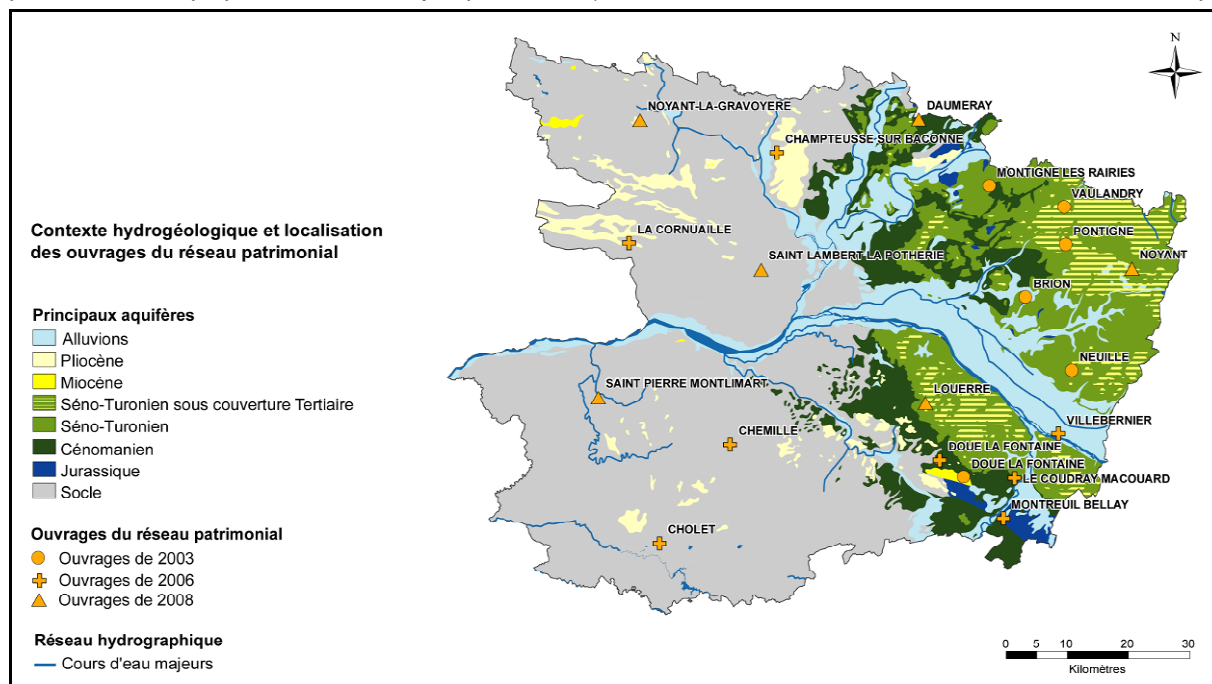 N
NOYANT-LA-GRAVOYERE
DAUMERAY
CHAMPTEUSSE SUR BACONNE
MONTIGNE LES RAIRIES
VAULANDRY
Contexte hydrogéologique et localisation
des ouvrages du réseau patrimonial
LA CORNUAILLE
PONTIGNE
SAINT LAMBERT LA POTHERIE
NOYANT
BRION
Principaux aquifères
Alluvions
Pliocène
Miocène
Séno-Turonien sous couverture Tertiaire
Séno-Turonien
Cénomanien
Jurassique
Socle
NEUILLE
SAINT PIERRE MONTLIMART
LOUERRE
VILLEBERNIER
CHEMILLE
DOUE LA FONTAINE
DOUE LA FONTAINE
LE COUDRAY MACOUARD
MONTREUIL BELLAY
CHOLET
Ouvrages du réseau patrimonial
Ouvrages de 2003
Ouvrages de 2006
Ouvrages de 2008
Réseau hydrographique
Cours d'eau majeurs
0 5 10 20 30
Kilomètres